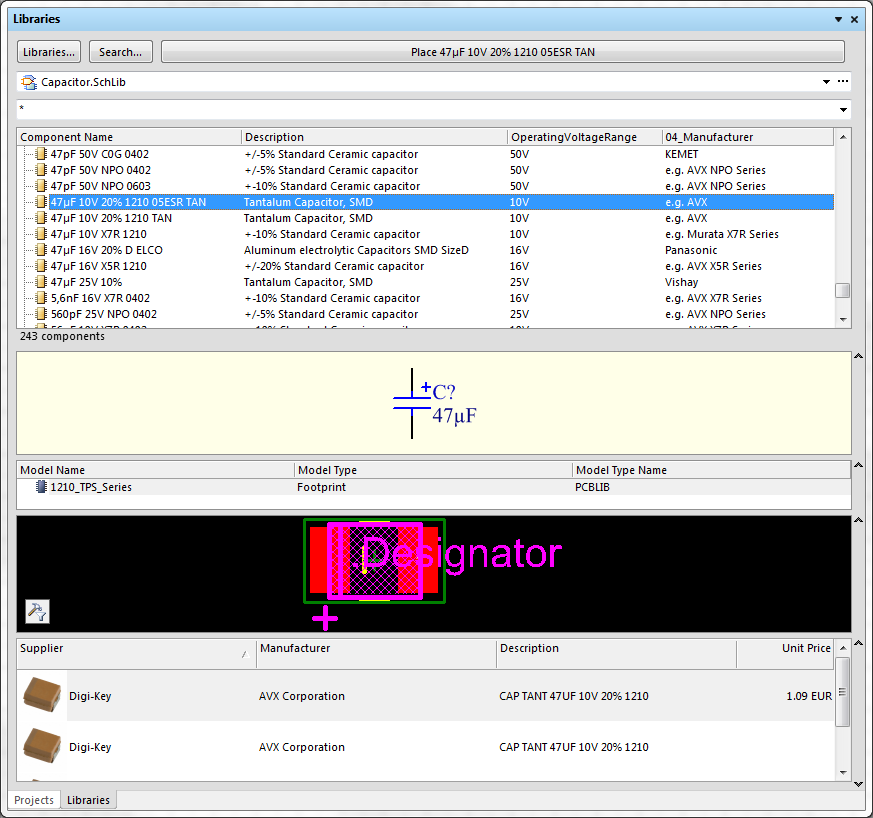 Libraries
Libraries... Search... Place 47µF 10V 20% 1210 05ESR TAN
Capacitor.SchLib ...
*
Component Name Description OperatingVoltageRange 04_Manufacturer
47pF 50V C0G 0402 +/-5% Standard Ceramic capacitor 50V KEMET
47pF 50V NPO 0402 +/-5% Standard Ceramic capacitor 50V e.g. AVX NPO Series
47pF 50V NPO 0603 +-10% Standard Ceramic capacitor 50V e.g. AVX NPO Series
47µF 10V 20% 1210 05ESR TAN Tantalum Capacitor, SMD 10V e.g. AVX
47µF 10V 20% 1210 TAN Tantalum Capacitor, SMD 10V e.g. AVX
47µF 10V X7R 1210 +-10% Standard Ceramic capacitor 10V e.g. Murata X7R Series
47µF 16V 20% D ELCO Aluminum electrolytic Capacitors SMD SizeD 16V Panasonic
47µF 16V X5R 1210 +/-20% Standard Ceramic capacitor 16V e.g. AVX X5R Series
47µF 25V 10% Tantalum Capacitor, SMD 25V Vishay
5,6nF 16V X7R 0402 +-10% Standard Ceramic capacitor 16V e.g. AVX X7R Series
560pF 25V NPO 0402 +/-5% Standard Ceramic capacitor 25V e.g. AVX NPO Series
243 components
+ C?
47µF
Model Name Model Type Model Type Name
1210_TPS_Series Footprint PCBLIB
.Designator
+
Supplier Manufacturer Description Unit Price
Digi-Key AVX Corporation CAP TANT 47UF 10V 20% 1210 1.09 EUR
Digi-Key AVX Corporation CAP TANT 47UF 10V 20% 1210
Projects Libraries